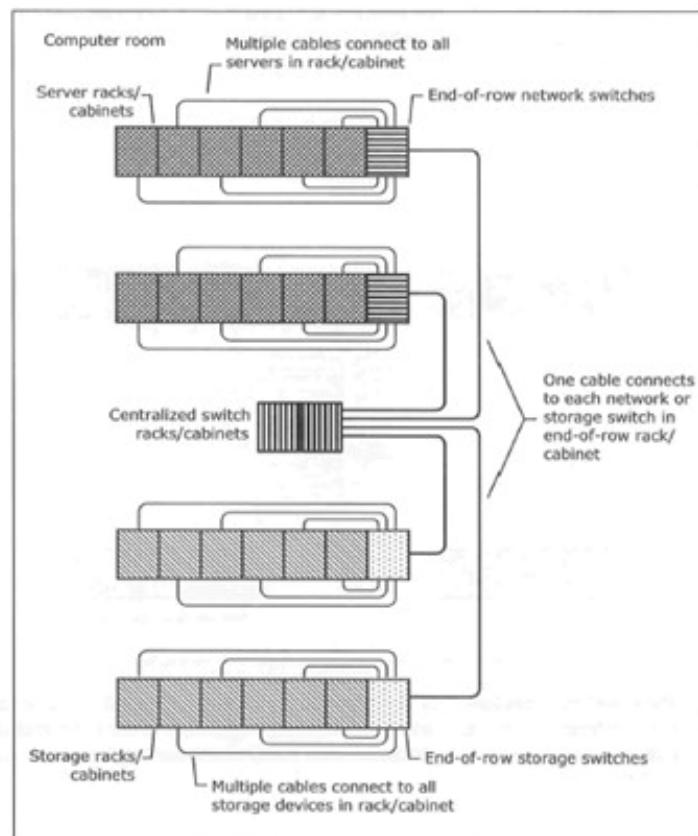 Computer room
Multiple cables connect to all
servers in rack/cabinet
Server racks/
cabinets
End-of-row network switches
Centralized switch
racks/cabinets
One cable connects
to each network or
storage switch in
end-of-row rack/
cabinet
Storage racks/
cabinets
End-of-row storage switches
Multiple cables connect to all
storage devices in rack/cabinet